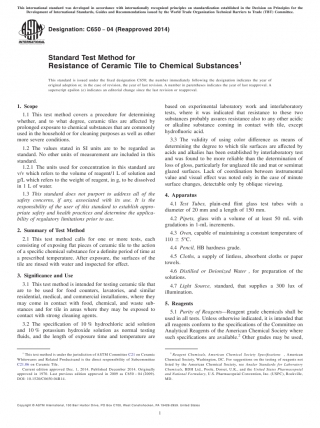 This international standard was developed in accordance with internationally recognized principles on standardization established in the Decision on Principles for the
Development of International Standards, Guides and Recommendations issued by the World Trade Organization Technical Barriers to Trade (TBT) Committee.
ASTM
INTERNATIONAL
Designation: C650 − 04 (Reapproved 2014)
Standard Test Method for
Resistance of Ceramic Tile to Chemical Substances¹
This standard is issued under the fixed designation C650; the number immediately following the designation indicates the year of
original adoption or, in the case of revision, the year of last revision. A number in parentheses indicates the year of last reapproval. A
superscript epsilon (ε) indicates an editorial change since the last revision or reapproval.
1. Scope
1.1 This test method covers a procedure for determining
whether, and to what degree, ceramic tiles are affected by
prolonged exposure to chemical substances that are commonly
used in the household or for cleaning purposes as well as other
more severe conditions.
1.2 The values stated in SI units are to be regarded as
standard. No other units of measurement are included in this
standard.
1.2.1 The units used for concentration in this standard are
v/v which refers to the volume of reagent/1 L of solution and
g/L which refers to the weight of reagent, in g, to be dissolved
in 1 L of water.
1.3 This standard does not purport to address all of the
safety concerns, if any, associated with its use. It is the
responsibility of the user of this standard to establish appro-
priate safety and health practices and determine the applica-
bility of regulatory limitations prior to use.
2. Summary of Test Method
2.1 This test method calls for one or more tests, each
consisting of exposing flat pieces of ceramic tile to the action
of a specific chemical substance for a definite period of time at
a prescribed temperature. After exposure, the surfaces of the
tile are rinsed with water and inspected for effect.
3. Significance and Use
3.1 This test method is intended for testing ceramic tile that
are to be used for food counters, lavatories, and similar
residential, medical, and commercial installations, where they
may come in contact with food, chemical, and waste sub-
stances and for tile in areas where they may be exposed to
contact with strong cleaning agents.
3.2 The specification of 10 % hydrochloric acid solution
and 10 % potassium hydroxide solution as normal testing
fluids, and the length of exposure time and temperature are
based on experimental laboratory work and interlaboratory
tests, where it was indicated that resistance to these two
substances probably assures resistance also to any other acidic
or alkaline substance coming in contact with tile, except
hydrofluoric acid.
3.3 The validity of using color difference as means of
determining the degree to which tile surfaces are affected by
acids and alkalies has been established by interlaboratory test
and was found to be more reliable than the determination of
loss of gloss, particularly for unglazed tile and mat or semimat
glazed surfaces. Lack of coordination between instrumental
value and visual effect was noted only in the case of minute
surface changes, detectable only by oblique viewing.
4. Apparatus
4.1 Test Tubes, plain-end flint glass test tubes with a
diameter of 20 mm and a length of 150 mm.
4.2 Pipets, glass with a volume of at least 50 mL with
gradations in 1 mL increments.
4.3 Oven, capable of maintaining a constant temperature of
110 ± 5°C.
4.4 Pencil, HB hardness grade.
4.5 Cloths, a supply of lintless, absorbent cloths or paper
towels.
4.6 Distilled or Deionized Water , for preparation of the
solutions.
4.7 Light Source, standard, that supplies a 300 lux of
illumination.
5. Reagents
5.1 Purity of Reagents—Reagent grade chemicals shall be
used in all tests. Unless otherwise indicated, it is intended that
all reagents conform to the specifications of the Committee on
Analytical Reagents of the American Chemical Society where
such specifications are available.² Other grades may be used,
¹ This test method is under the jurisdiction of ASTM Committee C21 on Ceramic
Whitewares and Related Products and is the direct responsibility of Subcommittee
C21.06 on Ceramic Tile.
Current edition approved Dec. 1, 2014. Published December 2014. Originally
approved in 1970. Last previous edition approved in 2009 as C650 – 04 (2009).
DOI: 10.1520/C0650-04R14.
² Reagent Chemicals, American Chemical Society Specifications, , American
Chemical Society, Washington, DC. For suggestions on the testing of reagents not
listed by the American Chemical Society, see Analar Standards for Laboratory
Chemicals, BDH Ltd., Poole, Dorset, U.K., and the United States Pharmacopeia
and National Formulary, U.S. Pharmacopeial Convention, Inc. (USPC), Rockville,
MD.
Copyright © ASTM International, 100 Barr Harbor Drive, PO Box C700, West Conshohocken, PA 19428-2959. United States
1